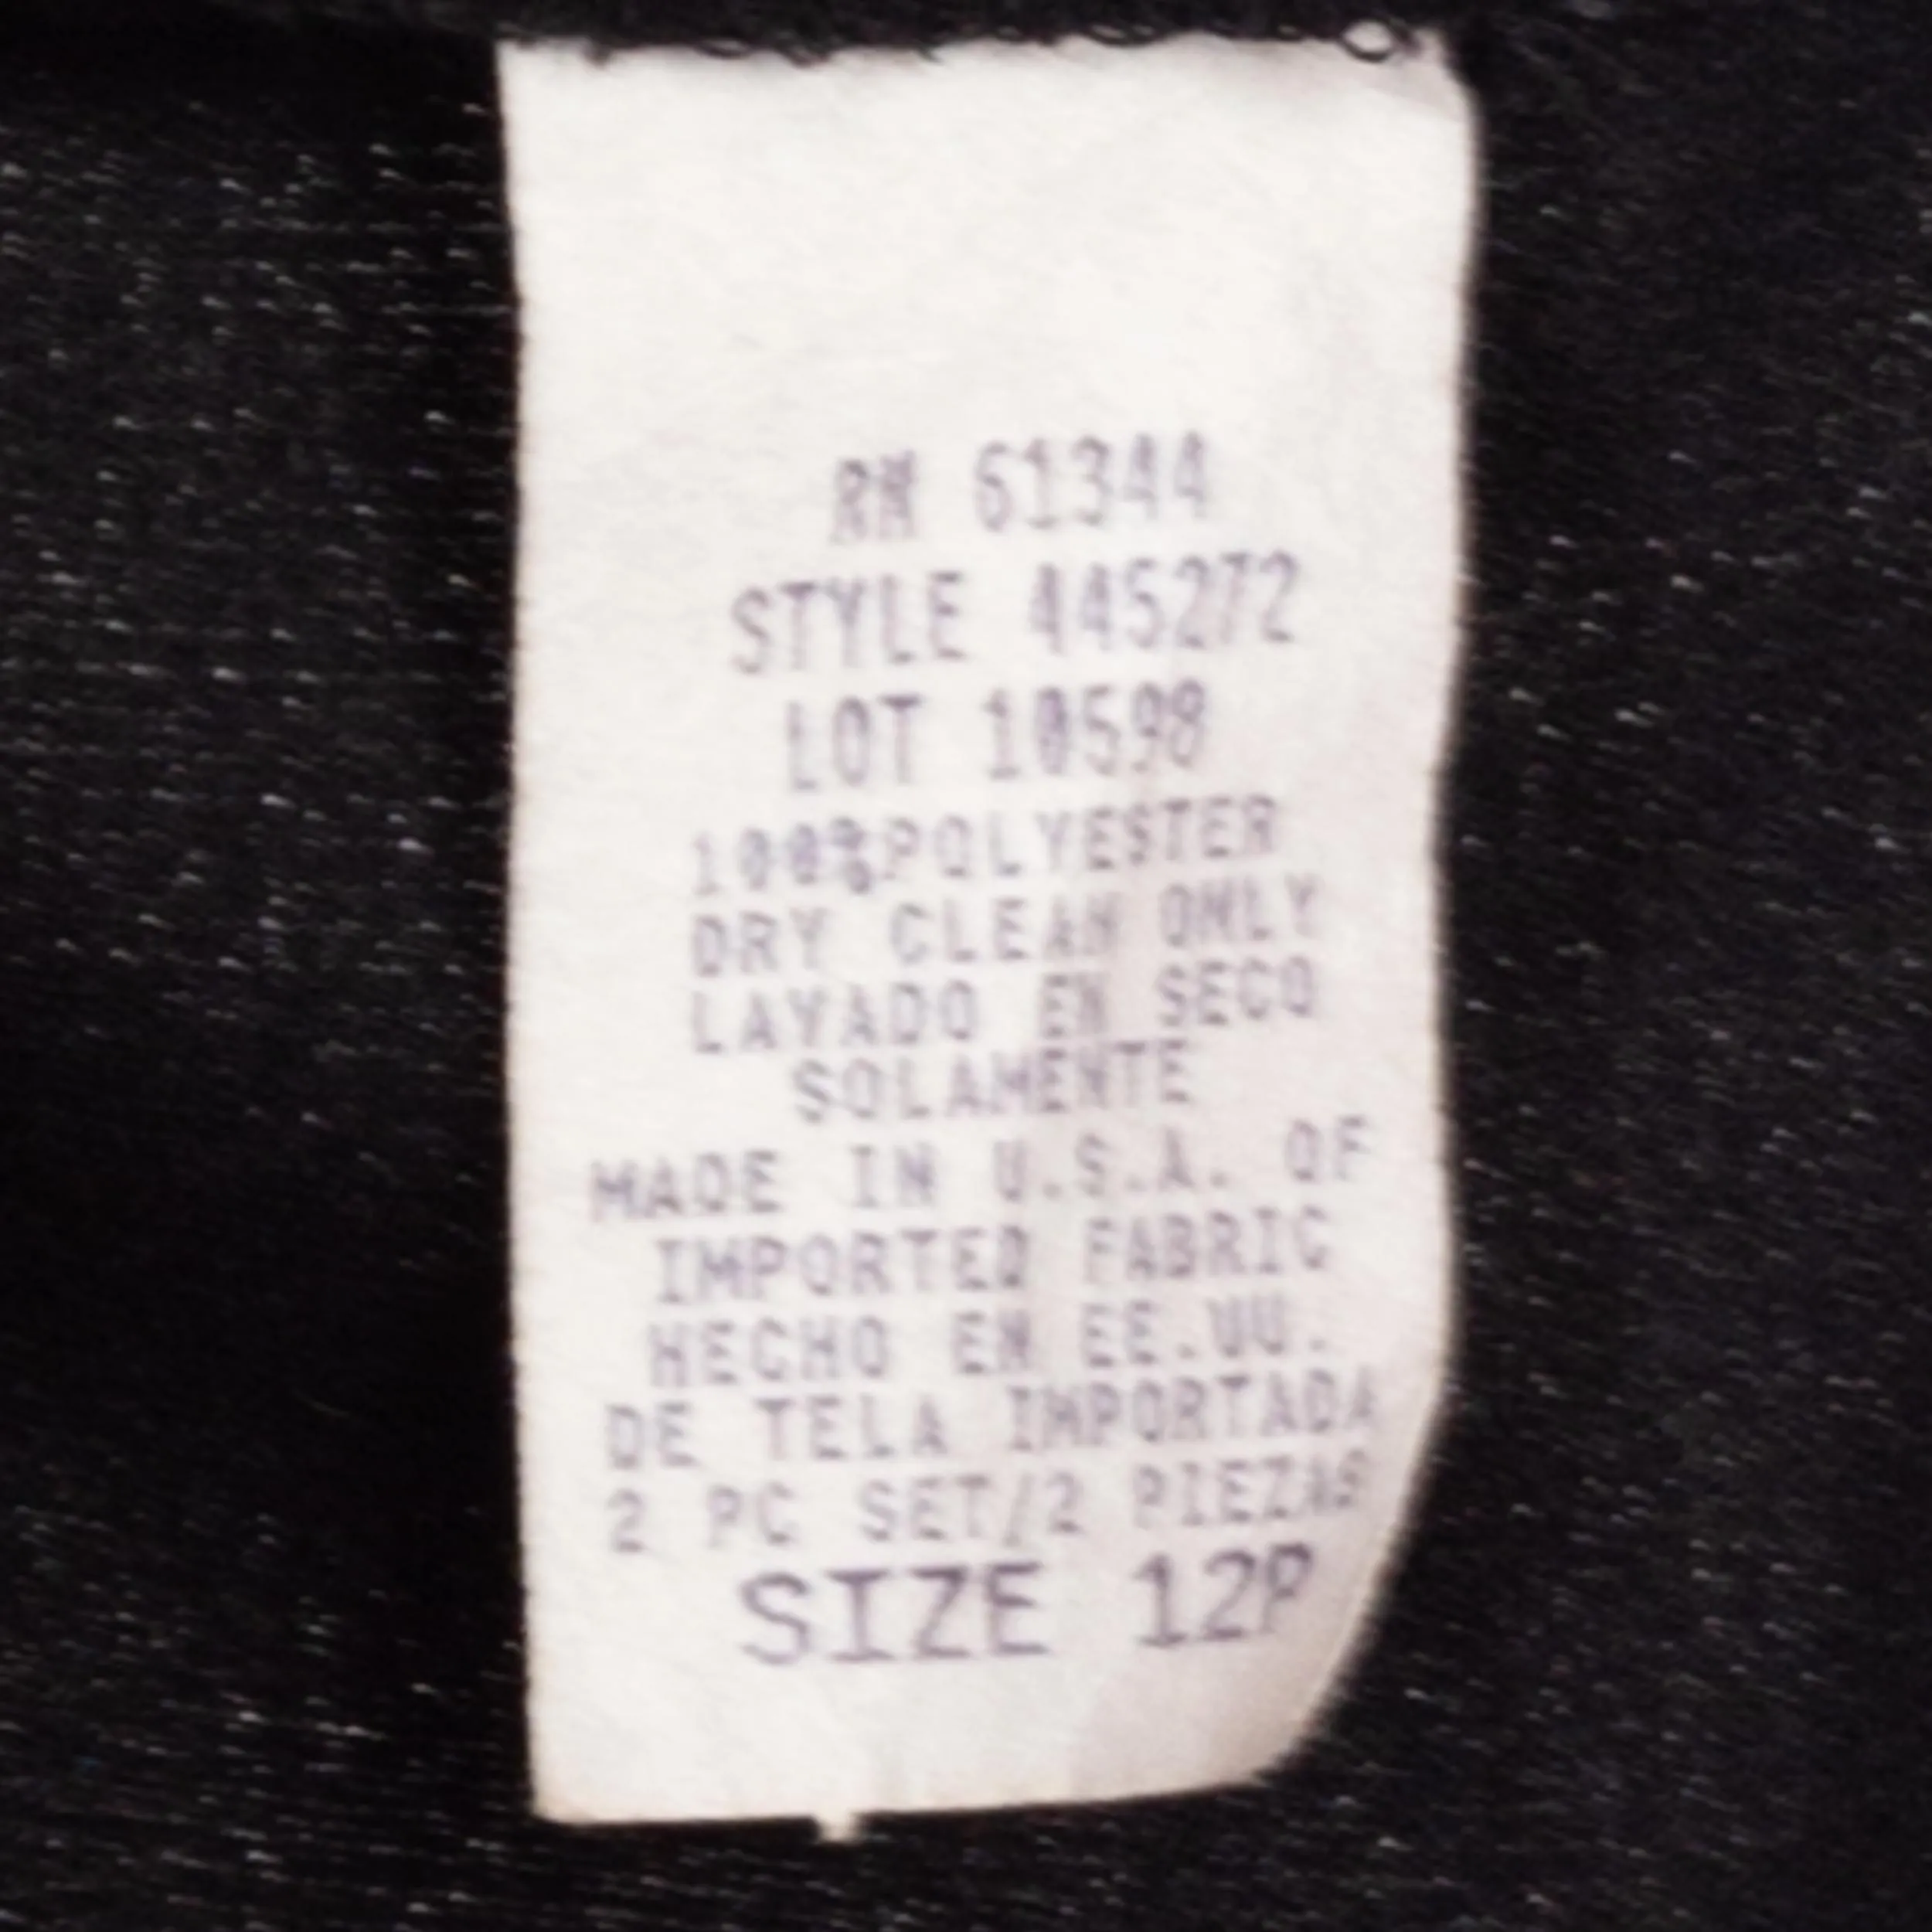 RN 61344
STYLE 445272
LOT 10598
100%POLYESTER
DRY CLEAN ONLY
LAVADO EN SECO
SOLAMENTE
MADE IN U.S.A. OF
IMPORTED FABRIC
HECHO EN EE.UU.
DE TELA IMPORTADA
2 PC SET/2 PIEZAS
SIZE 12P